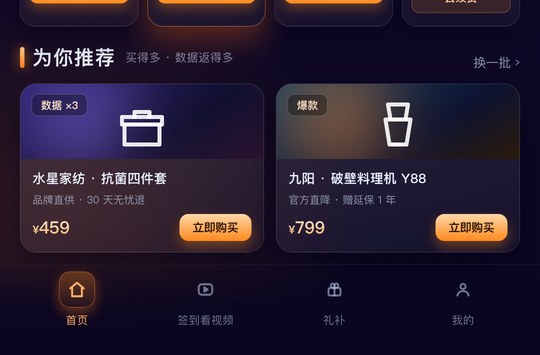 为你推荐 买得多 · 数据返得多 换一批 >
数据 ×3
水星家纺 · 抗菌四件套
品牌直供 · 30 天无忧退
¥459 立即购买
爆款
九阳 · 破壁料理机 Y88
官方直降 · 赠延保 1 年
¥799 立即购买
首页 签到看视频 礼补 我的